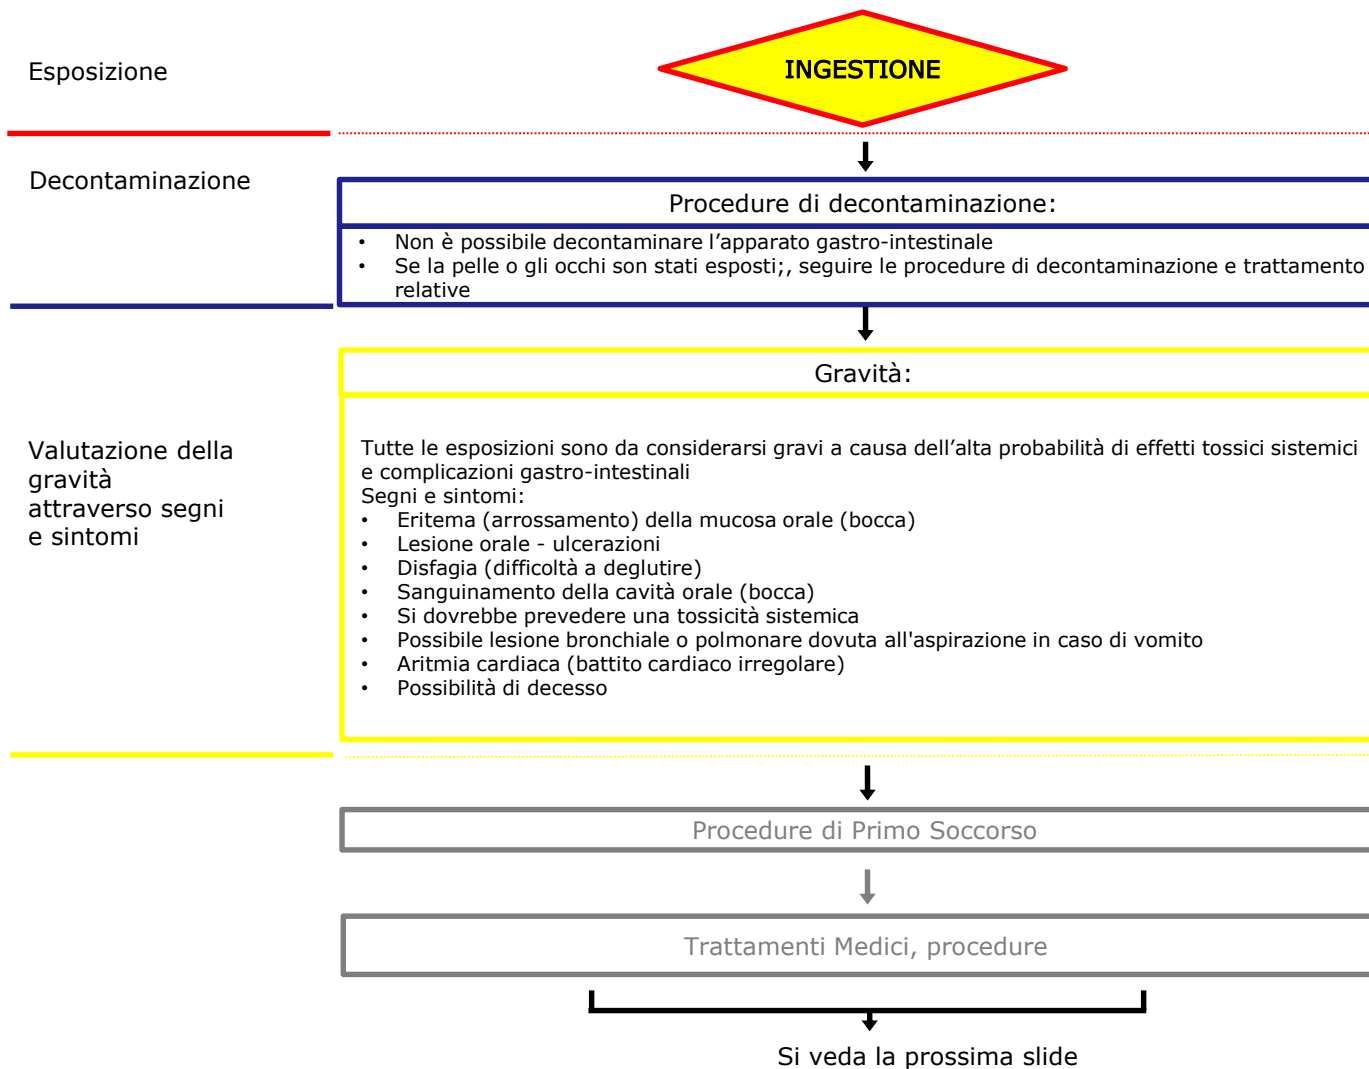 Esposizione
INGESTIONE
Decontaminazione
Procedure di decontaminazione:
• Non è possibile decontaminare l’apparato gastro-intestinale
• Se la pelle o gli occhi son stati esposti;, seguire le procedure di decontaminazione e trattamento
relative
Gravità:
Valutazione della
gravità
attraverso segni
e sintomi
Tutte le esposizioni sono da considerarsi gravi a causa dell’alta probabilità di effetti tossici sistemici
e complicazioni gastro-intestinali
Segni e sintomi:
• Eritema (arrossamento) della mucosa orale (bocca)
• Lesione orale - ulcerazioni
• Disfagia (difficoltà a deglutire)
• Sanguinamento della cavità orale (bocca)
• Si dovrebbe prevedere una tossicità sistemica
• Possibile lesione bronchiale o polmonare dovuta all'aspirazione in caso di vomito
• Aritmia cardiaca (battito cardiaco irregolare)
• Possibilità di decesso
Procedure di Primo Soccorso
Trattamenti Medici, procedure
Si veda la prossima slide